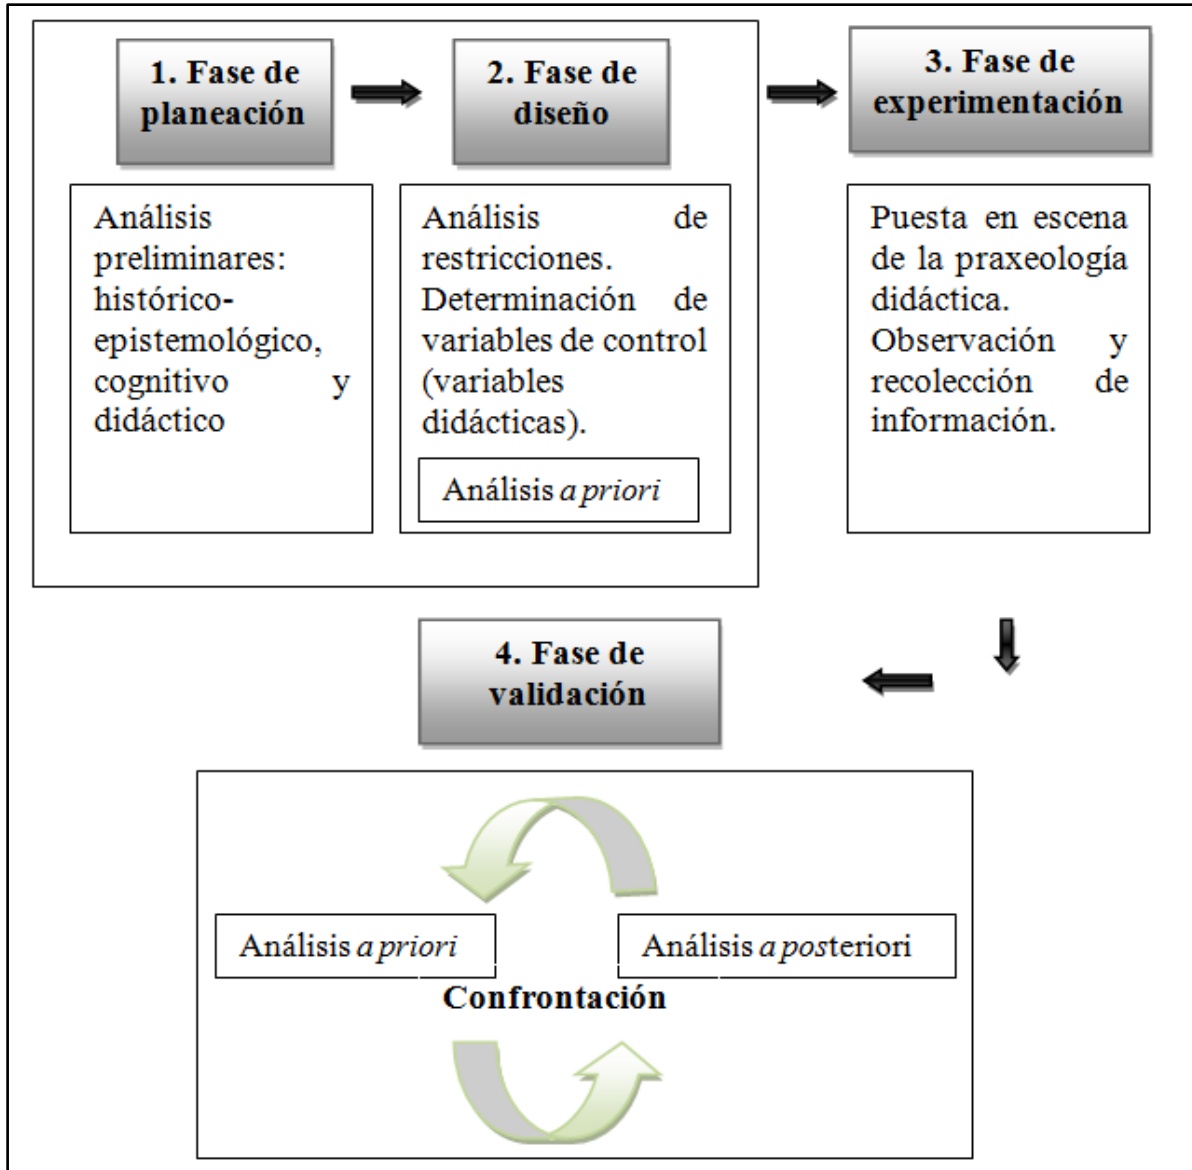 1. Fase de
planeación
2. Fase de
diseño
3. Fase de
experimentación
Análisis
preliminares:
histórico-
epistemológico,
cognitivo y
didáctico
Análisis de
restricciones.
Determinación de
variables de control
(variables
didácticas).
Análisis a priori
Puesta en escena
de la praxeología
didáctica.
Observación y
recolección de
información.
4. Fase de
validación
Análisis a priori
Análisis a posteriori
Confrontación